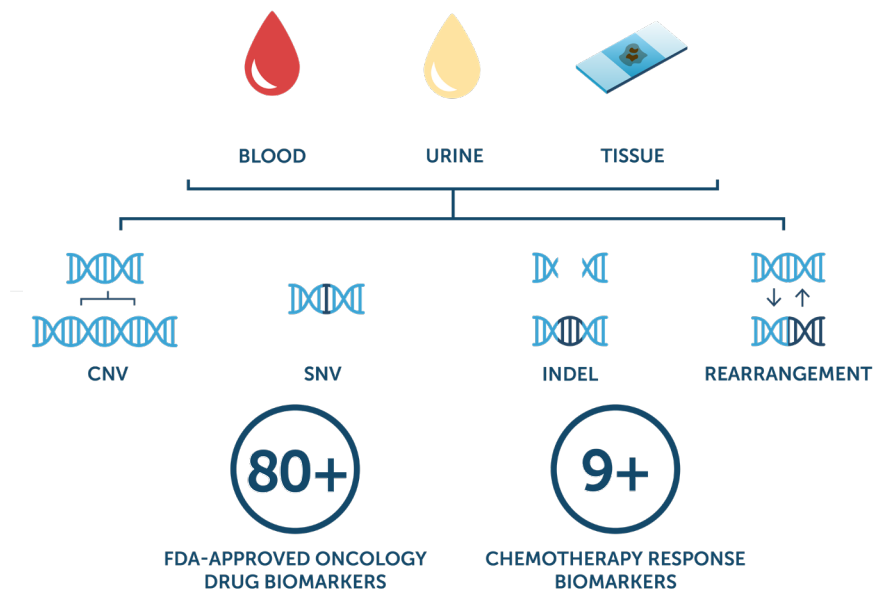 BLOOD
URINE
TISSUE
CNV
SNV
INDEL
REARRANGEMENT
80+
9+
FDA-APPROVED ONCOLOGY
DRUG BIOMARKERS
CHEMOTHERAPY RESPONSE
BIOMARKERS